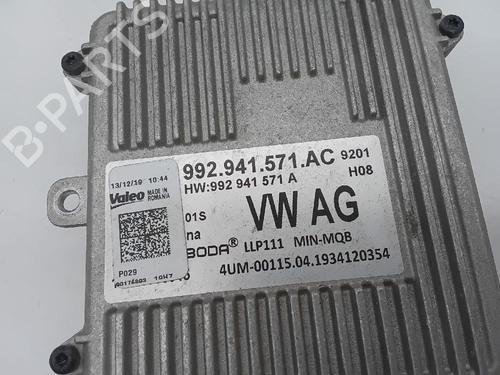 B-PARTS
992.941.571.AC 9201
HW:992 941 571 A H08
13/12/19 10:44
Valeo MADE IN ROMANIA
01S VW AG
na
BODA® LLP111 MIN-MQB
4UM-00115.04.1934120354
P029